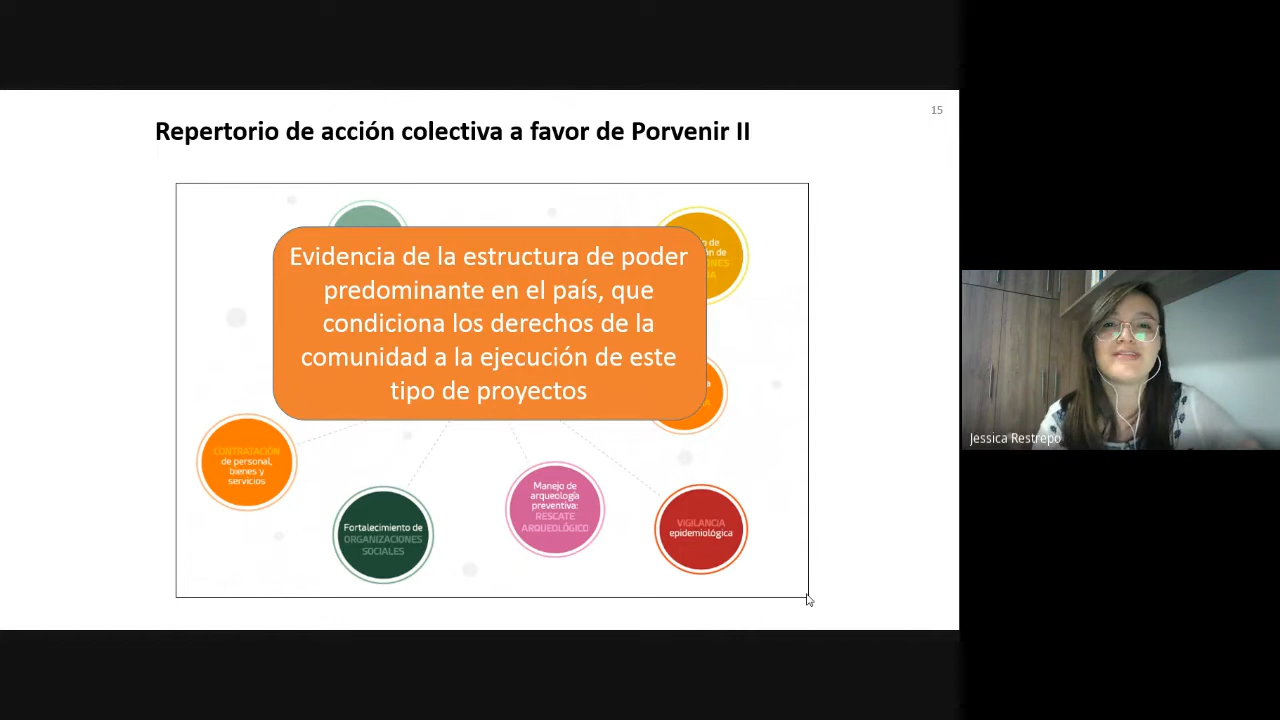 15
Repertorio de acción colectiva a favor de Porvenir II
Evidencia de la estructura de poder
predominante en el país, que
condiciona los derechos de la
comunidad a la ejecución de este
tipo de proyectos
CONTRATACIÓN
de personal,
bienes y
servicios
Fortalecimiento de
ORGANIZACIONES
SOCIALES
Manejo de
arqueología
preventiva:
RESCATE
ARQUEOLÓGICO
VIGILANCIA
epidemiológica
Jessica Restrepo